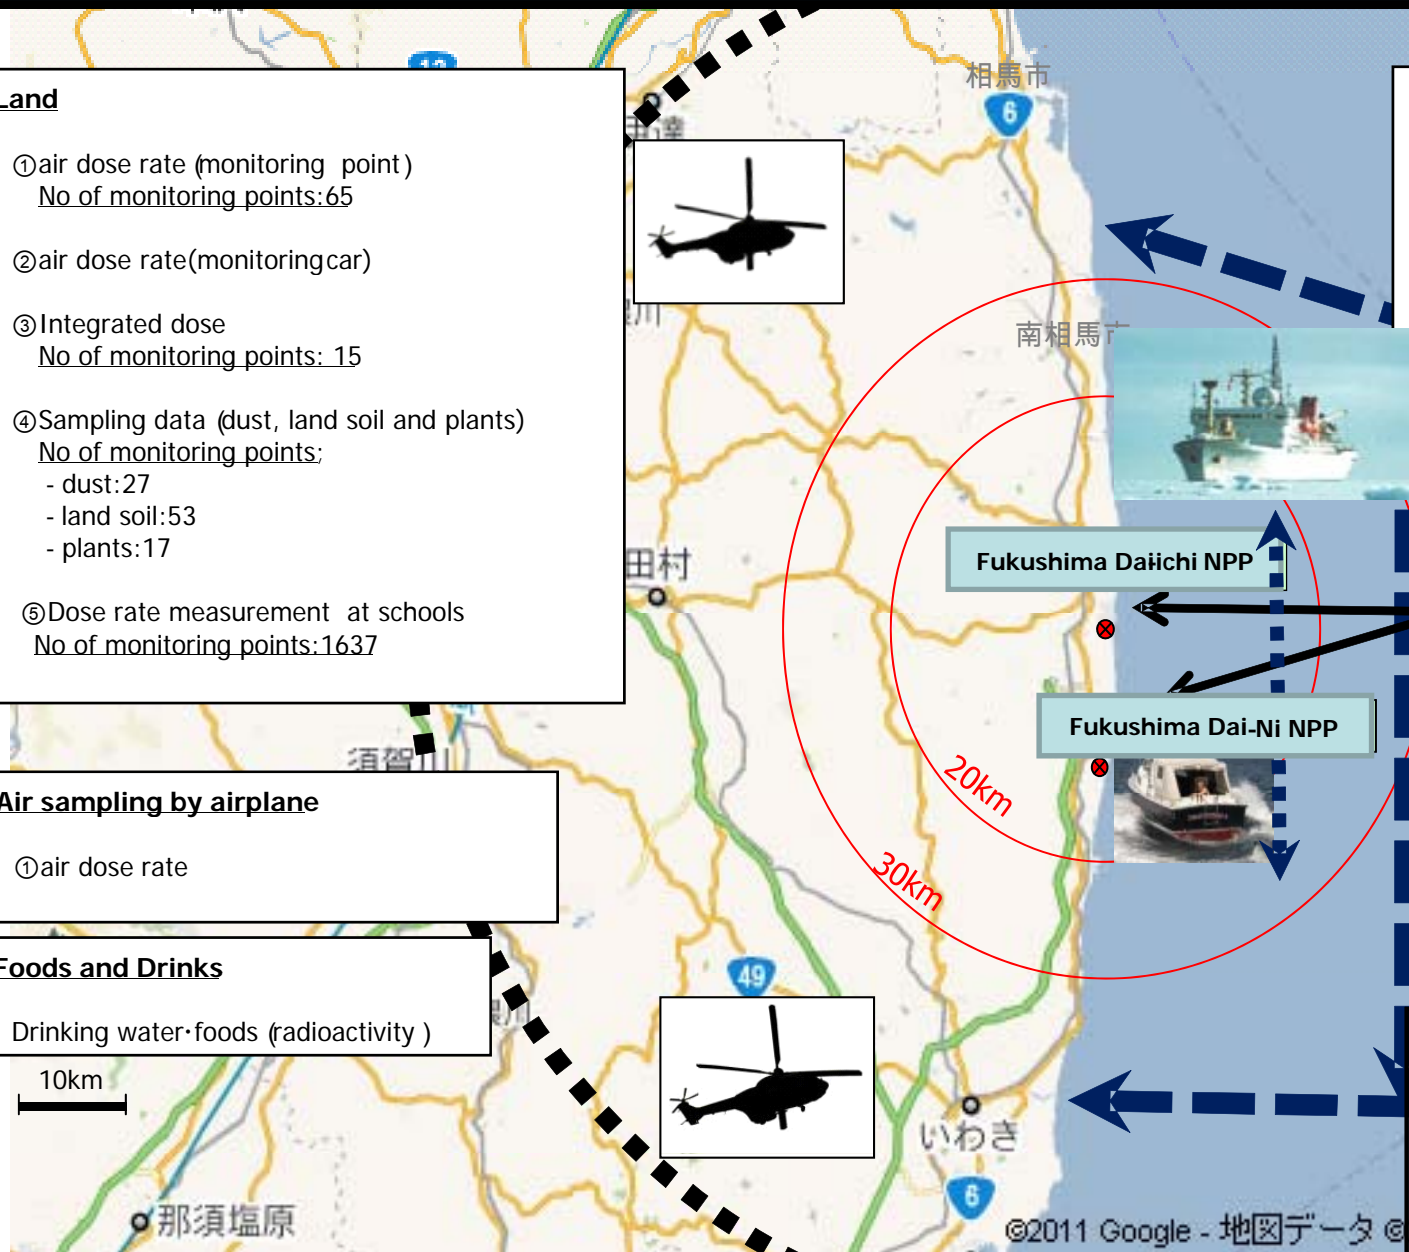 Land
①air dose rate (monitoring point)
No of monitoring points:65
②air dose rate(monitoring car)
③Integrated dose
No of monitoring points: 15
④Sampling data (dust, land soil and plants)
No of monitoring points;
- dust:27
- land soil:53
- plants:17
⑤Dose rate measurement at schools
No of monitoring points:1637
Air sampling by airplane
①air dose rate
Foods and Drinks
Drinking water・foods (radioactivity )
10km
相馬市
6
南相馬市
Fukushima Daiichi NPP
Fukushima Dai-Ni NPP
20km
30km
田村
須賀川
49
いわき
6
那須塩原
©2011 Google - 地図データ ©